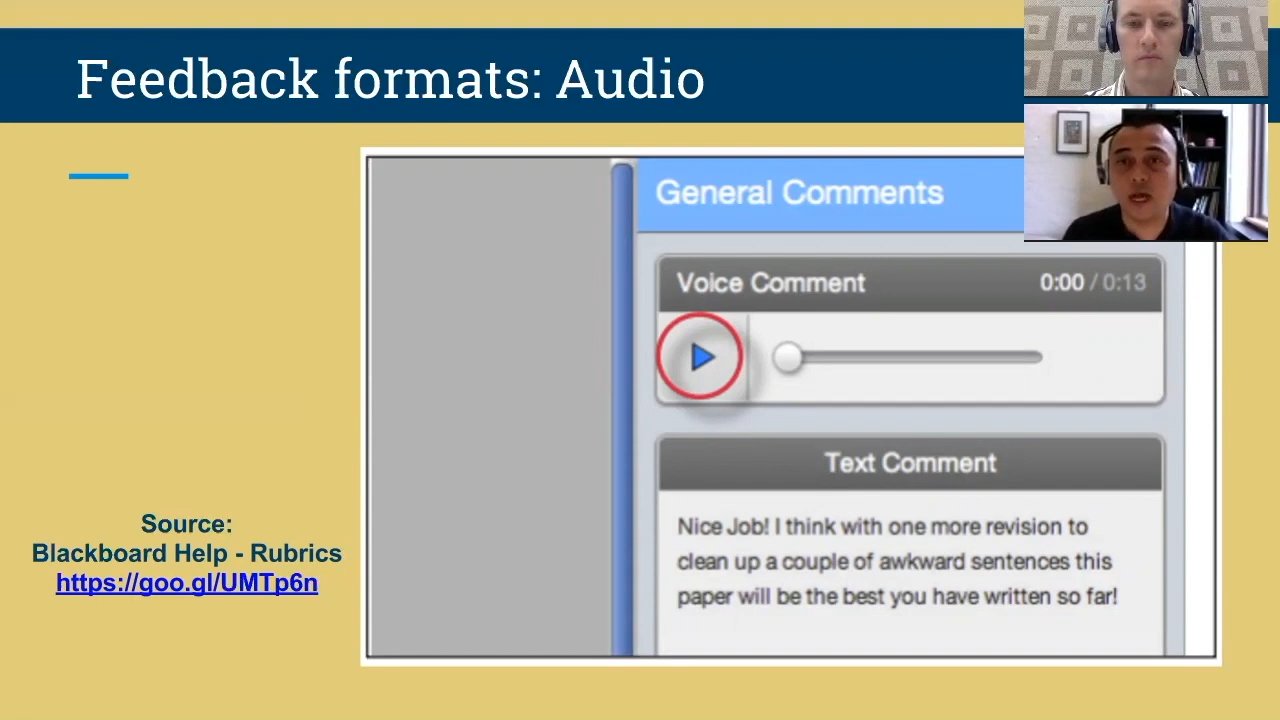 Feedback formats: Audio
General Comments
Voice Comment 0:00 / 0:13
Text Comment
Nice Job! I think with one more revision to
clean up a couple of awkward sentences this
paper will be the best you have written so far!
Source:
Blackboard Help - Rubrics
https://goo.gl/UMTp6n